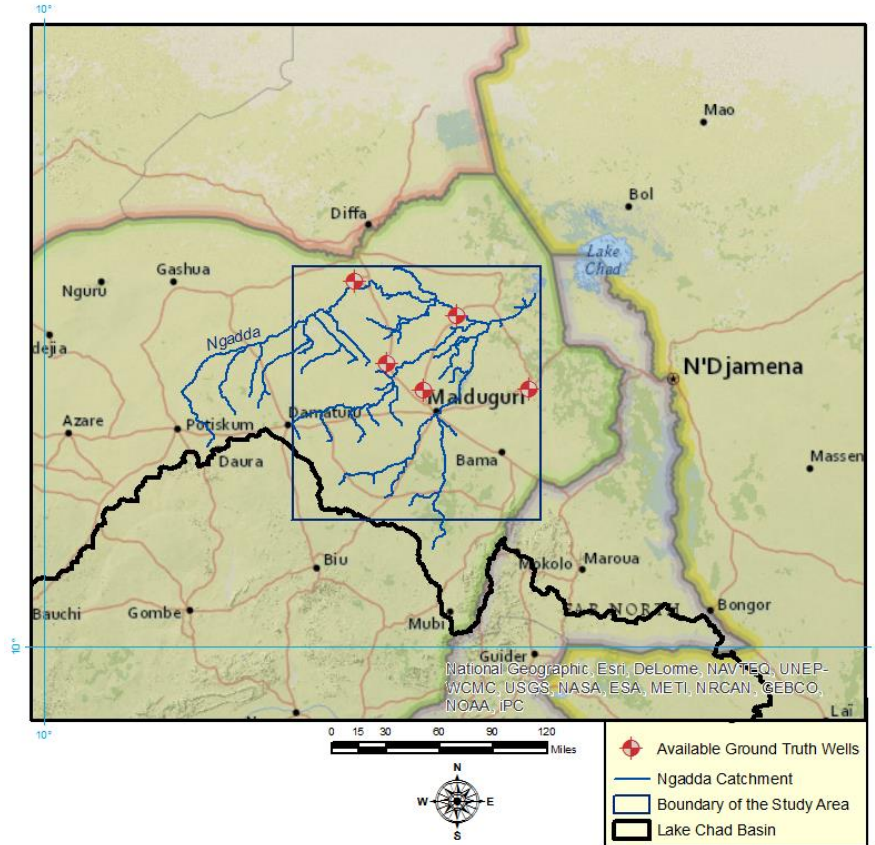 10°
Mao
Bol
Diffa
Lake
Chad
Gashua
Nguru
Ngadda
dejia
N'Djamena
Maiduguri
Azare
Potiskum
Damaturu
Daura
Bama
Massen
Biu
Mokolo
Maroua
Bauchi
Gombe
Mubi
FAR NORTH
Bongor
10°
Guider
National Geographic, Esri, DeLorme, NAVTEQ, UNEP-
WCMC, USGS, NASA, ESA, METI, NRCAN, GEBCO,
NOAA, iPC
Laï
10°
0 15 30 60 90 120
Miles
N
W E
S
Available Ground Truth Wells
Ngadda Catchment
Boundary of the Study Area
Lake Chad Basin